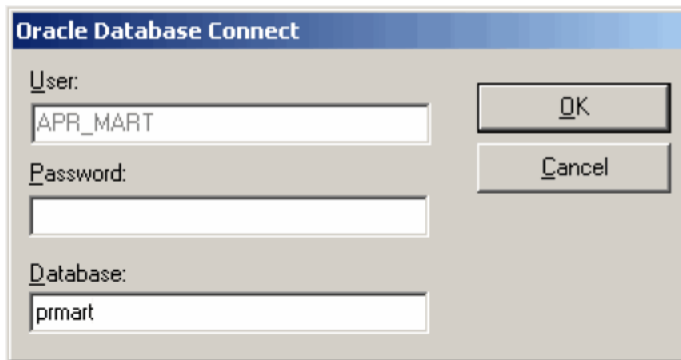 Oracle Database Connect
User:
APR_MART
OK
Password:
Cancel
Database:
prmart